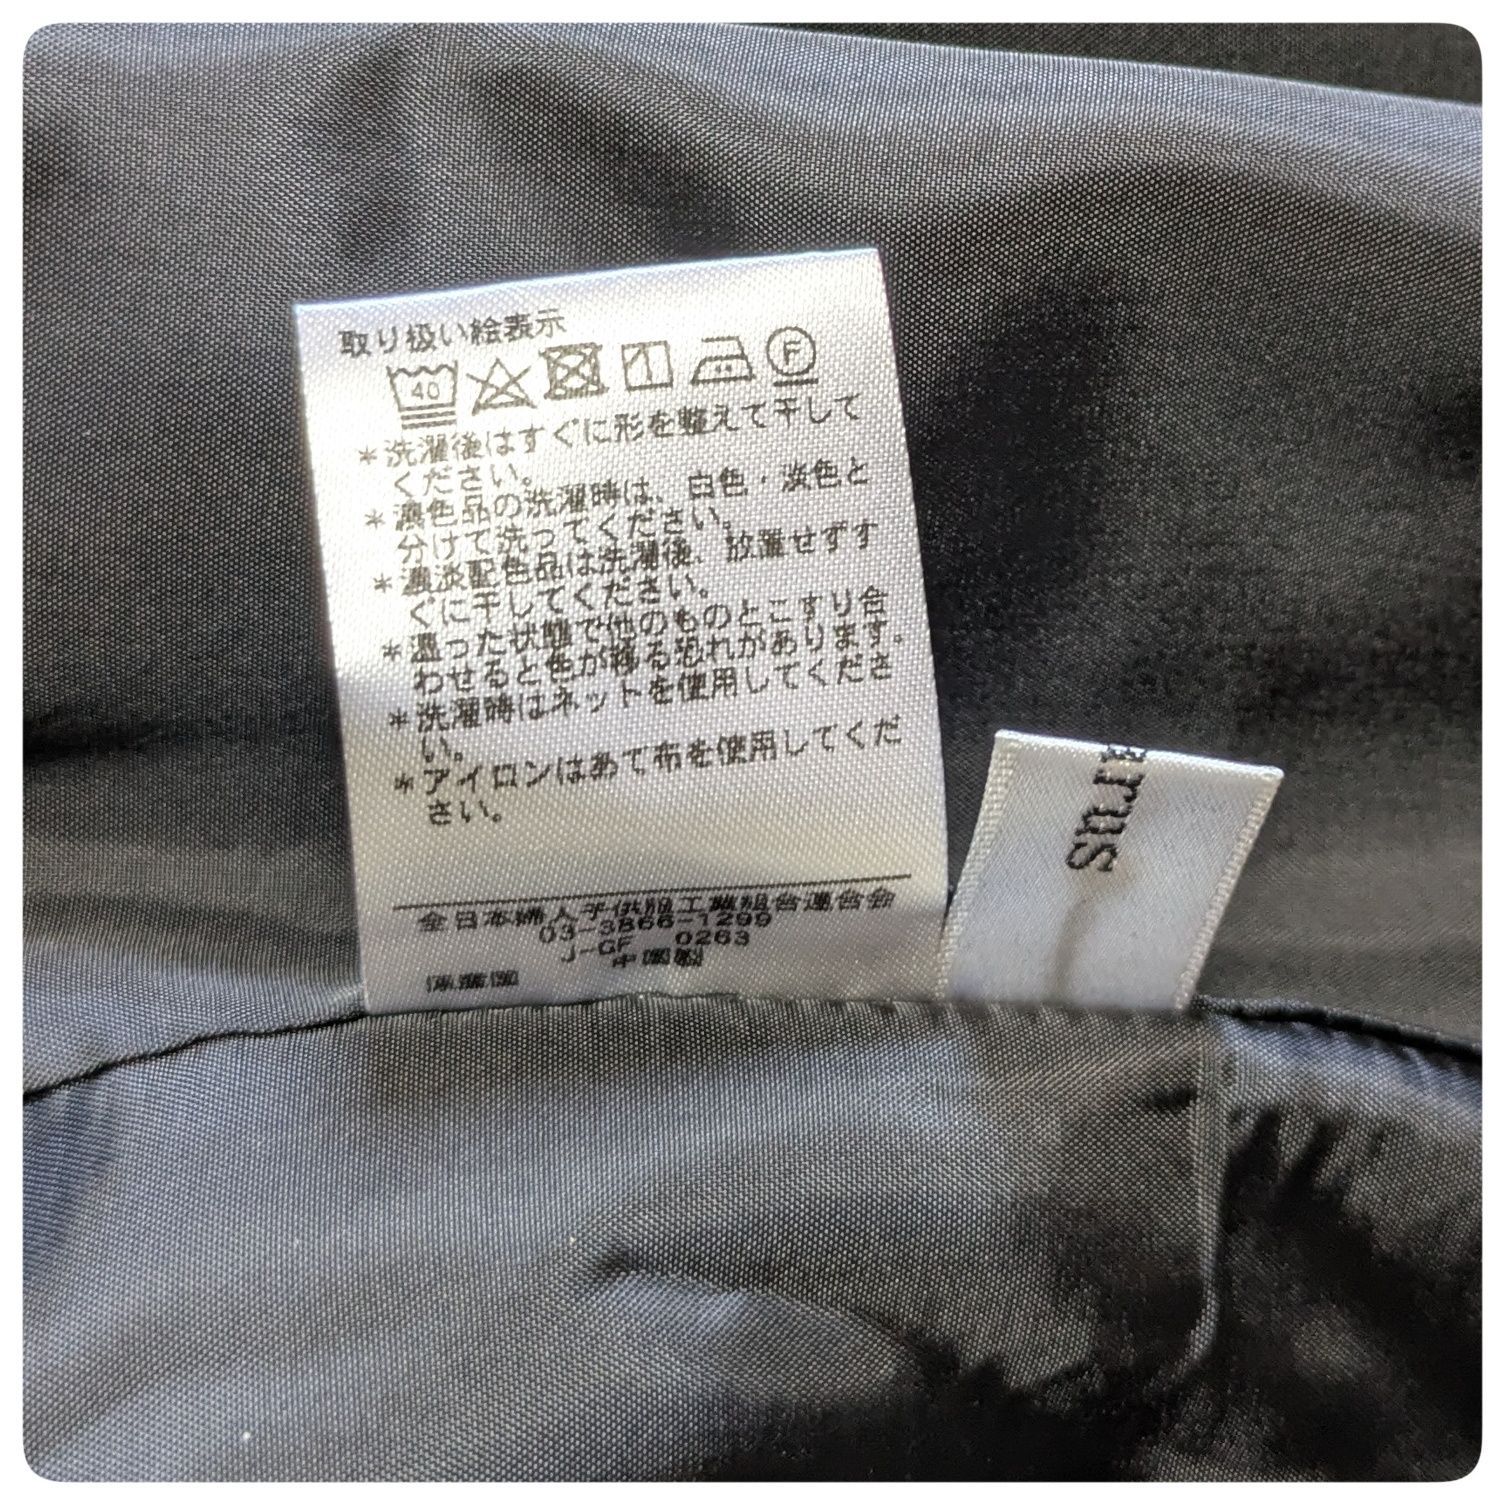 取り扱い絵表示
40 F
*洗濯後はすぐに形を整えて干して
ください。
*濃色品の洗濯時は、白色・淡色と
分けて洗ってください。
*濃淡配色品は洗濯後、放置せずす
ぐに干してください。
*湿った状態で他のものとこすり合
わせると色が移る恐れがあります。
*洗濯時はネットを使用してくださ
い。
*アイロンはあて布を使用してくだ
さい。
全日本婦人子供服工業組合連合会
03-3866-1299
J-GF 0263
中国製
原産国
rus